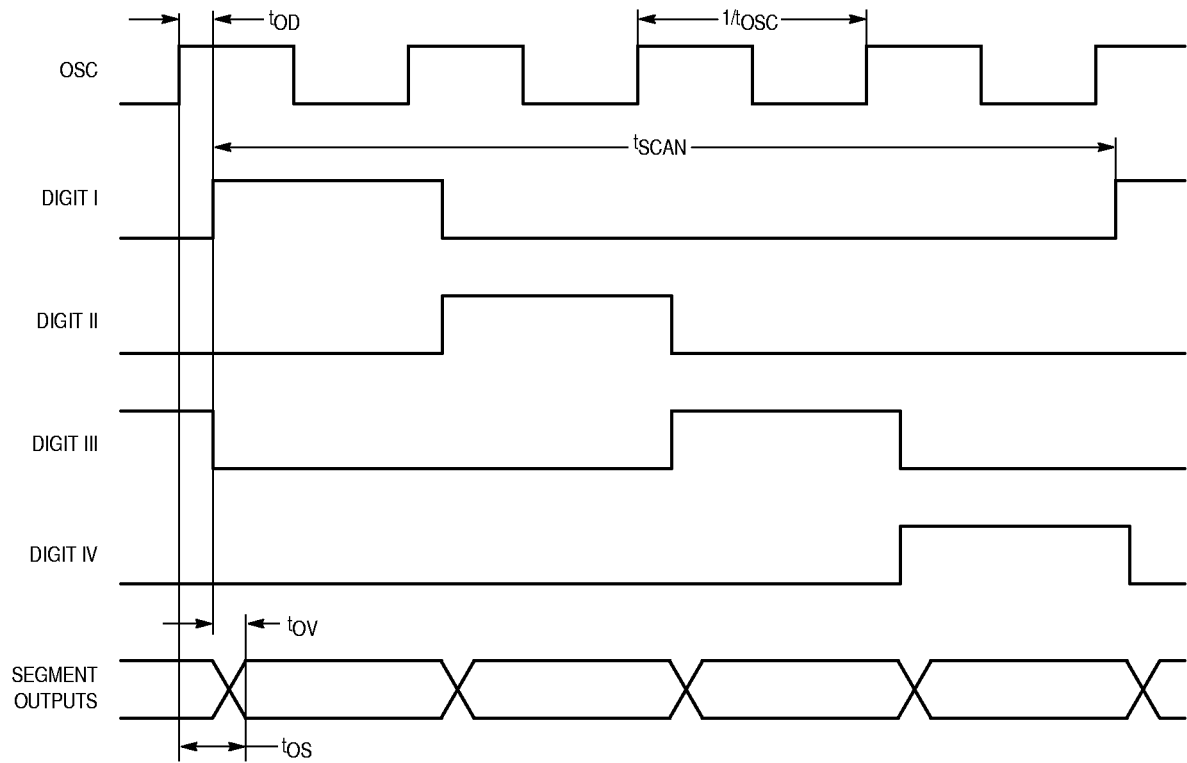 tOD
1/tOSC
OSC
tSCAN
DIGIT I
DIGIT II
DIGIT III
DIGIT IV
tOV
SEGMENT
OUTPUTS
tOS